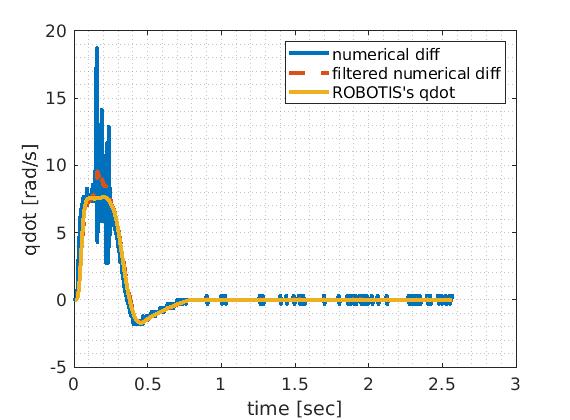 20
15
10
5
0
-5
qdot [rad/s]
numerical diff
filtered numerical diff
ROBOTIS's qdot
0 0.5 1 1.5 2 2.5 3
time [sec]